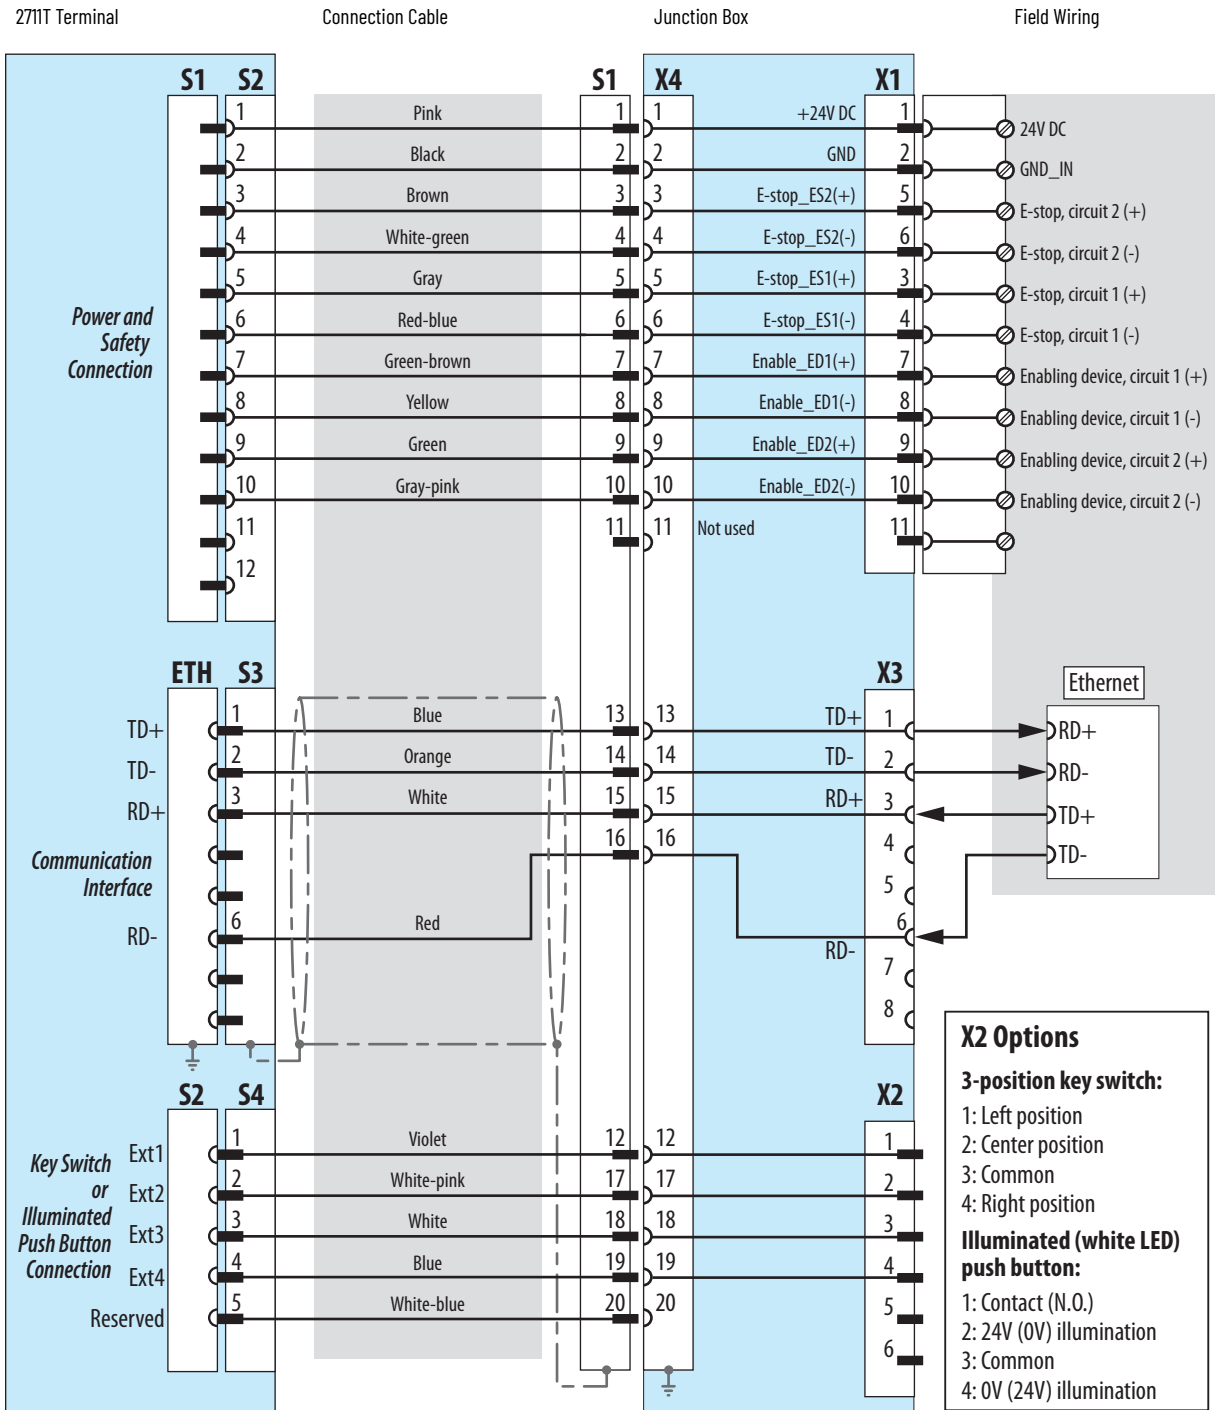 2711T Terminal
Connection Cable
Junction Box
Field Wiring
S1 S2 S1 X4 X1
1 Pink 1 1 +24V DC 1 24V DC
2 Black 2 2 GND 2 GND_IN
3 Brown 3 3 E-stop_ES2(+) 5 E-stop, circuit 2 (+)
4 White-green 4 4 E-stop_ES2(-) 6 E-stop, circuit 2 (-)
5 Gray 5 5 E-stop_ES1(+) 3 E-stop, circuit 1 (+)
6 Red-blue 6 6 E-stop_ES1(-) 4 E-stop, circuit 1 (-)
7 Green-brown 7 7 Enable_ED1(+) 7 Enabling device, circuit 1 (+)
8 Yellow 8 8 Enable_ED1(-) 8 Enabling device, circuit 1 (-)
9 Green 9 9 Enable_ED2(+) 9 Enabling device, circuit 2 (+)
10 Gray-pink 10 10 Enable_ED2(-) 10 Enabling device, circuit 2 (-)
11 11 11 Not used 11
12
Power and
Safety
Connection
ETH S3 X3
Ethernet
TD+ 1 Blue 13 13 TD+ 1 RD+
TD- 2 Orange 14 14 TD- 2 RD-
RD+ 3 White 15 15 RD+ 3 TD+
16 16 4 TD-
5
RD- 6 Red 6
RD-
7
8
Communication
Interface
S2 S4 X2
Ext1 1 Violet 12 12 1
Ext2 2 White-pink 17 17 2
Ext3 3 White 18 18 3
Ext4 4 Blue 19 19 4
Reserved 5 White-blue 20 20 5
6
Key Switch
or
Illuminated
Push Button
Connection
X2 Options
3-position key switch:
1: Left position
2: Center position
3: Common
4: Right position
Illuminated (white LED)
push button:
1: Contact (N.O.)
2: 24V (0V) illumination
3: Common
4: 0V (24V) illumination